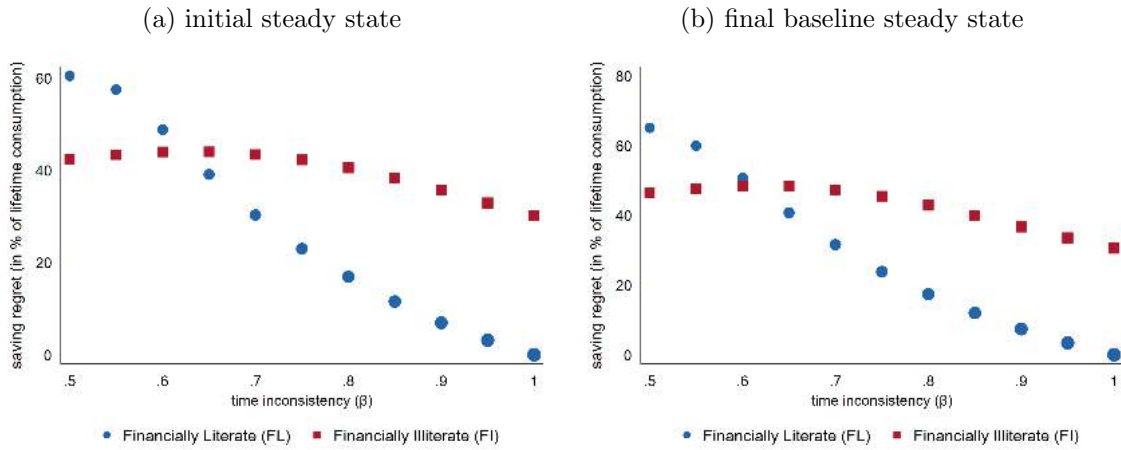 (a) initial steady state
saving regret (in % of lifetime consumption)
60
40
20
0
.5 .6 .7 .8 .9 1
time inconsistency (β)
Financially Literate (FL) Financially Illiterate (FI)
(b) final baseline steady state
saving regret (in % of lifetime consumption)
80
60
40
20
0
.5 .6 .7 .8 .9 1
time inconsistency (β)
Financially Literate (FL) Financially Illiterate (FI)